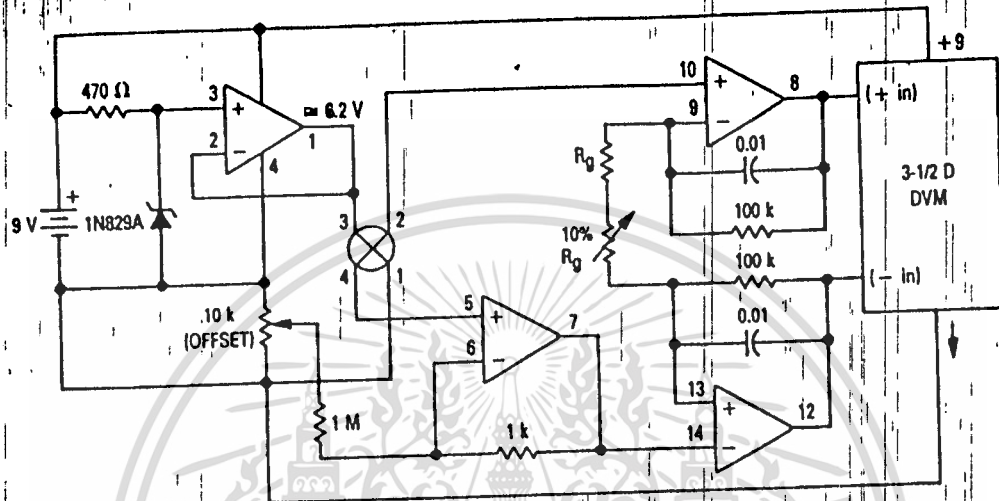 +9
470 Ω
3
+
2
−
4
≃ 6.2 V
1
9 V
+
1N829A
3
2
4
1
.10 k
(OFFSET)
1 M
5
+
6
−
7
1 k
10
+
9
−
8
Rg
10%
Rg
0.01
100 k
100 k
0.01
13
+
14
−
12
(+ in)
3-1/2 D
DVM
(− in)